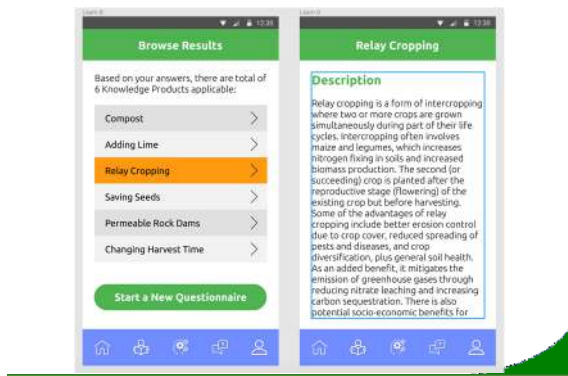 12:30
Browse Results
Based on your answers, there are total of
6 Knowledge Products applicable:
Compost
Adding Lime
Relay Cropping
Saving Seeds
Permeable Rock Dams
Changing Harvest Time
Start a New Questionnaire
12:30
Relay Cropping
Description
Relay cropping is a form of intercropping
where two or more crops are grown
simultaneously during part of their life
cycles. Intercropping often involves
maize and legumes, which increases
nitrogen fixing in soils and increased
biomass production. The second (or
succeeding) crop is planted after the
reproductive stage (flowering) of the
existing crop but before harvesting.
Some of the advantages of relay
cropping include better erosion control
due to crop cover, reduced spreading of
pests and diseases, and crop
diversification, plus general soil health.
As an added benefit, it mitigates the
emission of greenhouse gases through
reducing nitrate leaching and increasing
carbon sequestration. There is also
potential socio-economic benefits for